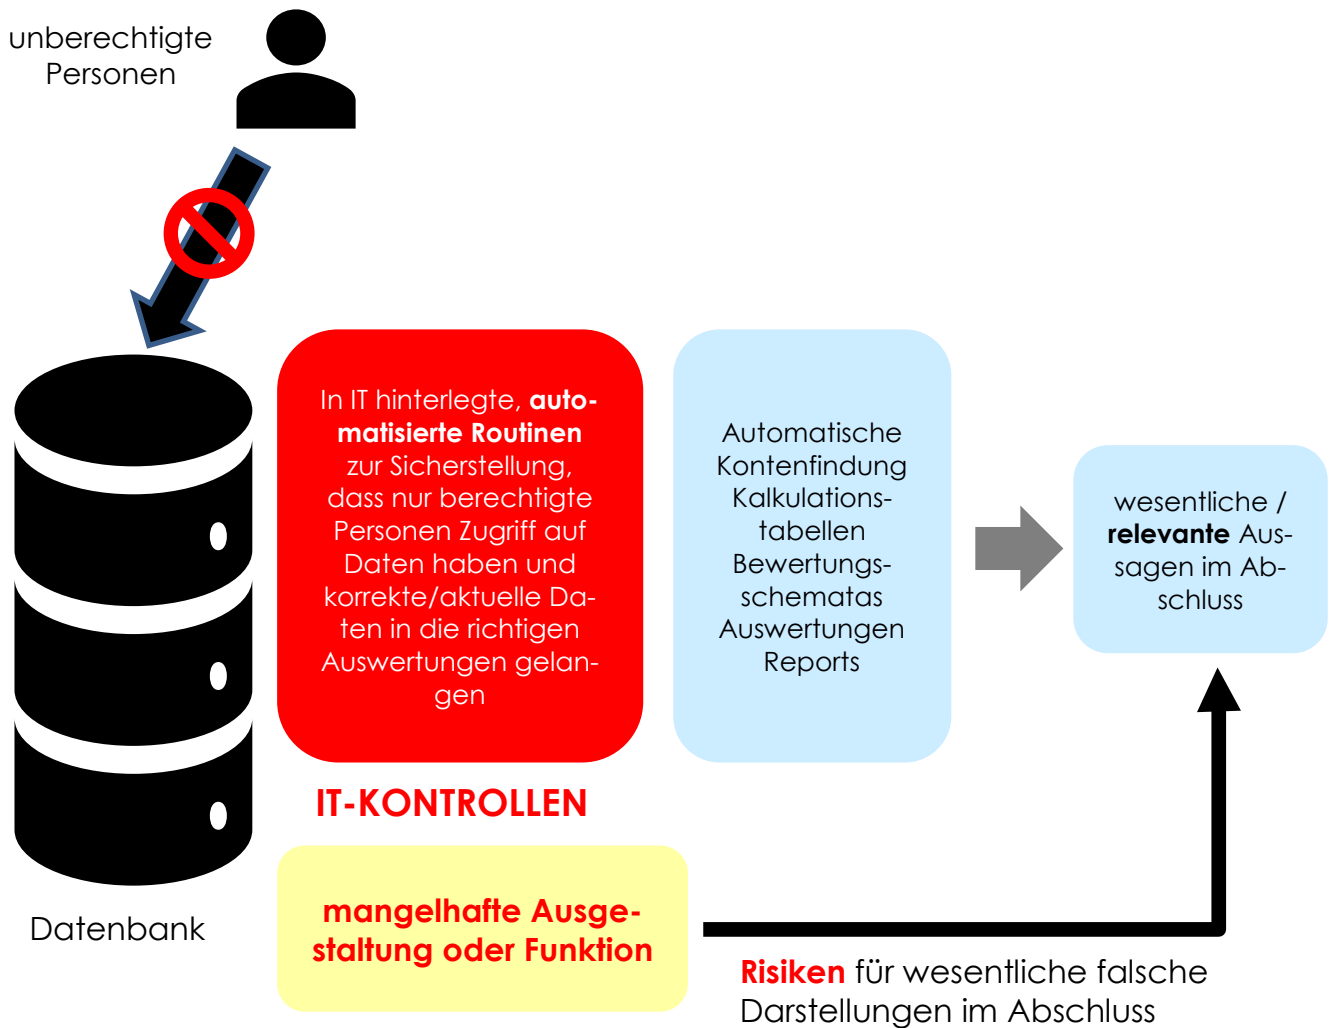 unberechtigte
Personen
In IT hinterlegte, auto-
matisierte Routinen
zur Sicherstellung,
dass nur berechtigte
Personen Zugriff auf
Daten haben und
korrekte/aktuelle Da-
ten in die richtigen
Auswertungen gelan-
gen
Automatische
Kontenfindung
Kalkulations-
tabellen
Bewertungs-
schematas
Auswertungen
Reports
wesentliche /
relevante Aus-
sagen im Ab-
schluss
IT-KONTROLLEN
Datenbank
mangelhafte Ausge-
staltung oder Funktion
Risiken für wesentliche falsche
Darstellungen im Abschluss